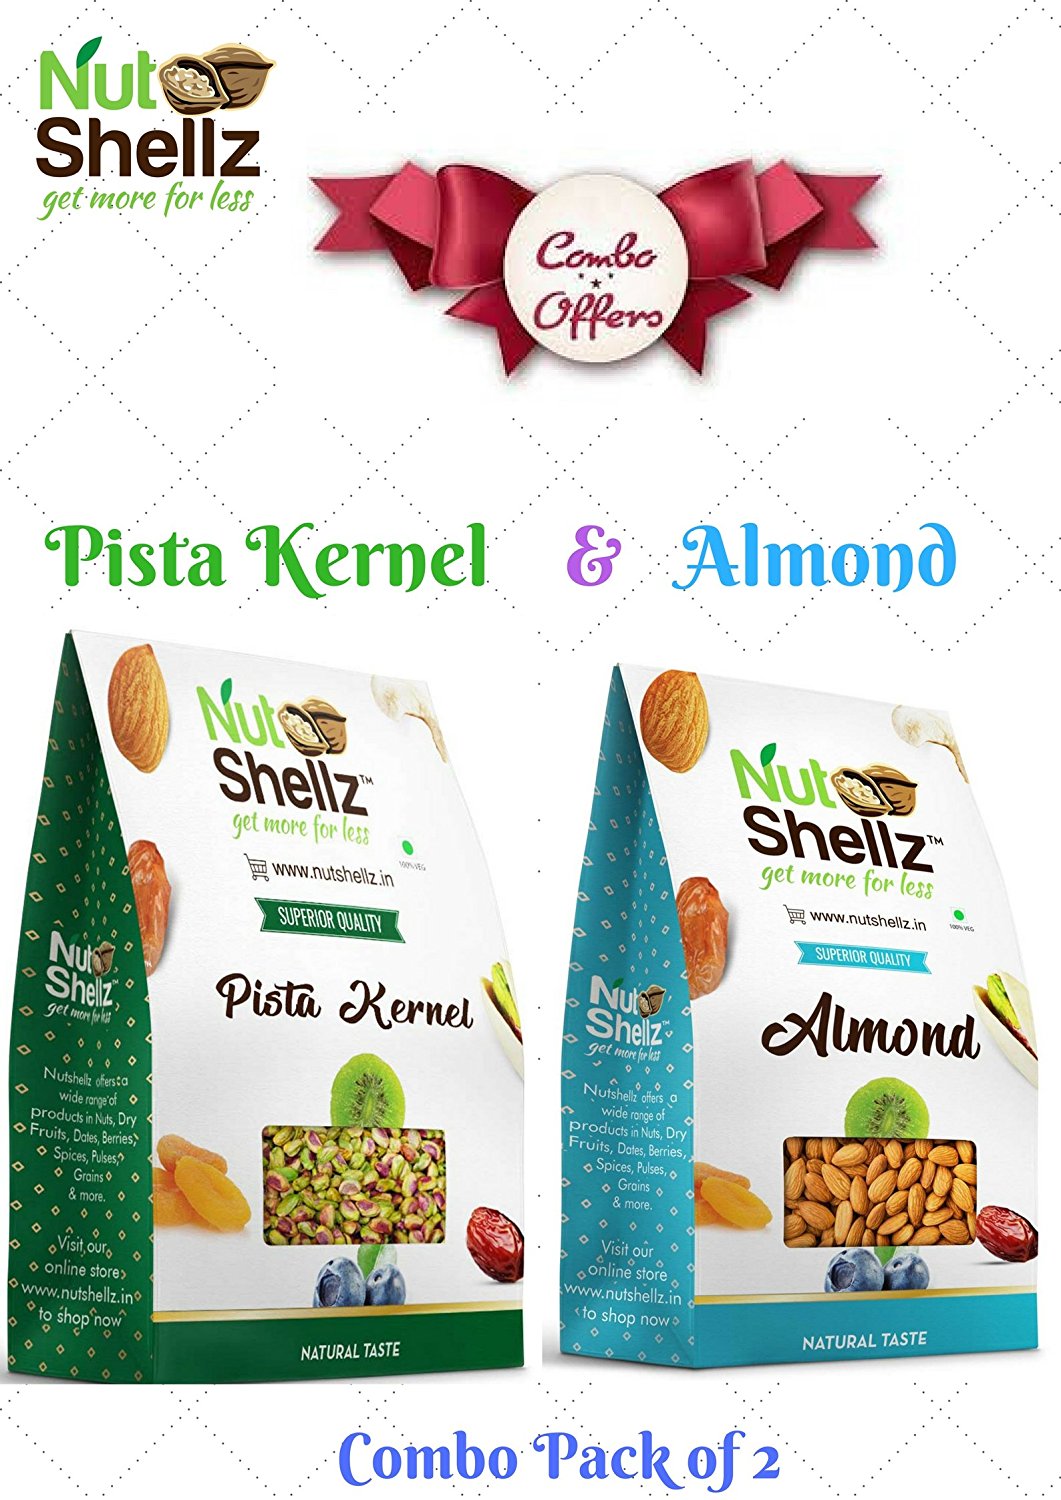 Nut
Shellz
get more for less
Combo
Offers
Pista Kernel & Almond
Nut
Shellz™
get more for less
100% VEG
www.nutshellz.in
SUPERIOR QUALITY
Pista Kernel
Nut
Shellz™
get more for less
Nutshellz offers a
wide range of
products in Nuts, Dry
Fruits, Dates, Berries,
Spices, Pulses,
Grains
& more.
Visit our
online store
www.nutshellz.in
to shop now
NATURAL TASTE
Nut
Shellz™
get more for less
www.nutshellz.in
100% VEG
SUPERIOR QUALITY
Almond
Nut
Shellz™
get more for less
Nutshellz offers a
wide range of
products in Nuts, Dry
Fruits, Dates, Berries,
Spices, Pulses,
Grains
& more.
Visit our
online store
www.nutshellz.in
to shop now
NATURAL TASTE
Combo Pack of 2